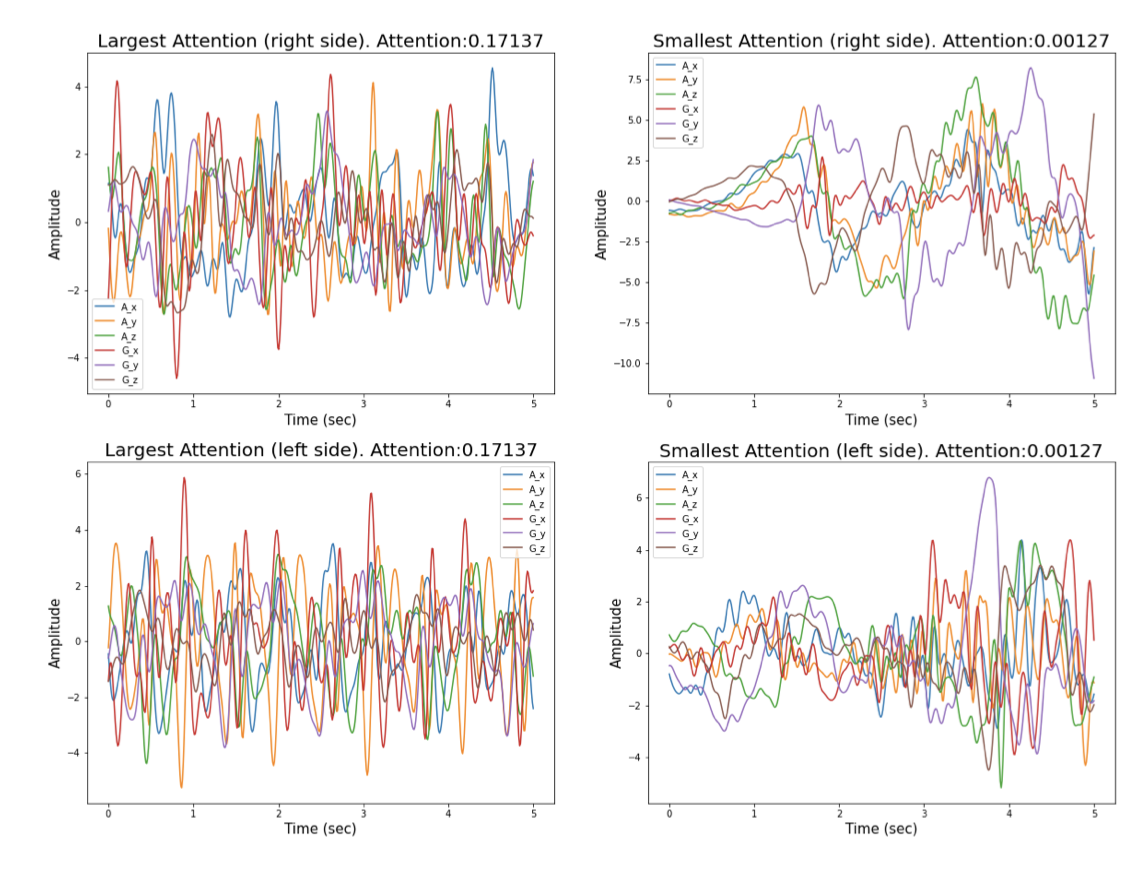 Largest Attention (right side). Attention:0.17137
4
2
0
−2
−4
Amplitude
A_x
A_y
A_z
G_x
G_y
G_z
0 1 2 3 4 5
Time (sec)
Smallest Attention (right side). Attention:0.00127
7.5
5.0
2.5
0.0
−2.5
−5.0
−7.5
−10.0
Amplitude
A_x
A_y
A_z
G_x
G_y
G_z
0 1 2 3 4 5
Time (sec)
Largest Attention (left side). Attention:0.17137
6
4
2
0
−2
−4
Amplitude
A_x
A_y
A_z
G_x
G_y
G_z
0 1 2 3 4 5
Time (sec)
Smallest Attention (left side). Attention:0.00127
6
4
2
0
−2
−4
Amplitude
A_x
A_y
A_z
G_x
G_y
G_z
0 1 2 3 4 5
Time (sec)